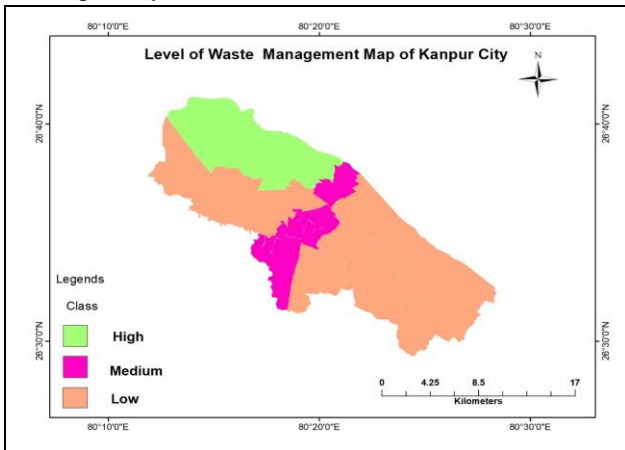 80°10'0"E 80°20'0"E 80°30'0"E
Level of Waste Management Map of Kanpur City
N
26°40'0"N 26°40'0"N
Legends
Class
High
Medium
Low
26°30'0"N 26°30'0"N
0 4.25 8.5 17
Kilometers
80°10'0"E 80°20'0"E 80°30'0"E